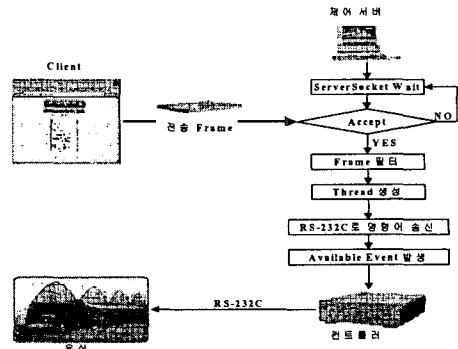 제어 서버
Client
ServerSocket Wait
전송 Frame
Accept
NO
YES
Frame 필터
Thread 생성
RS-232C로 명령어 송신
Available Event 발생
RS-232C
컨트롤러